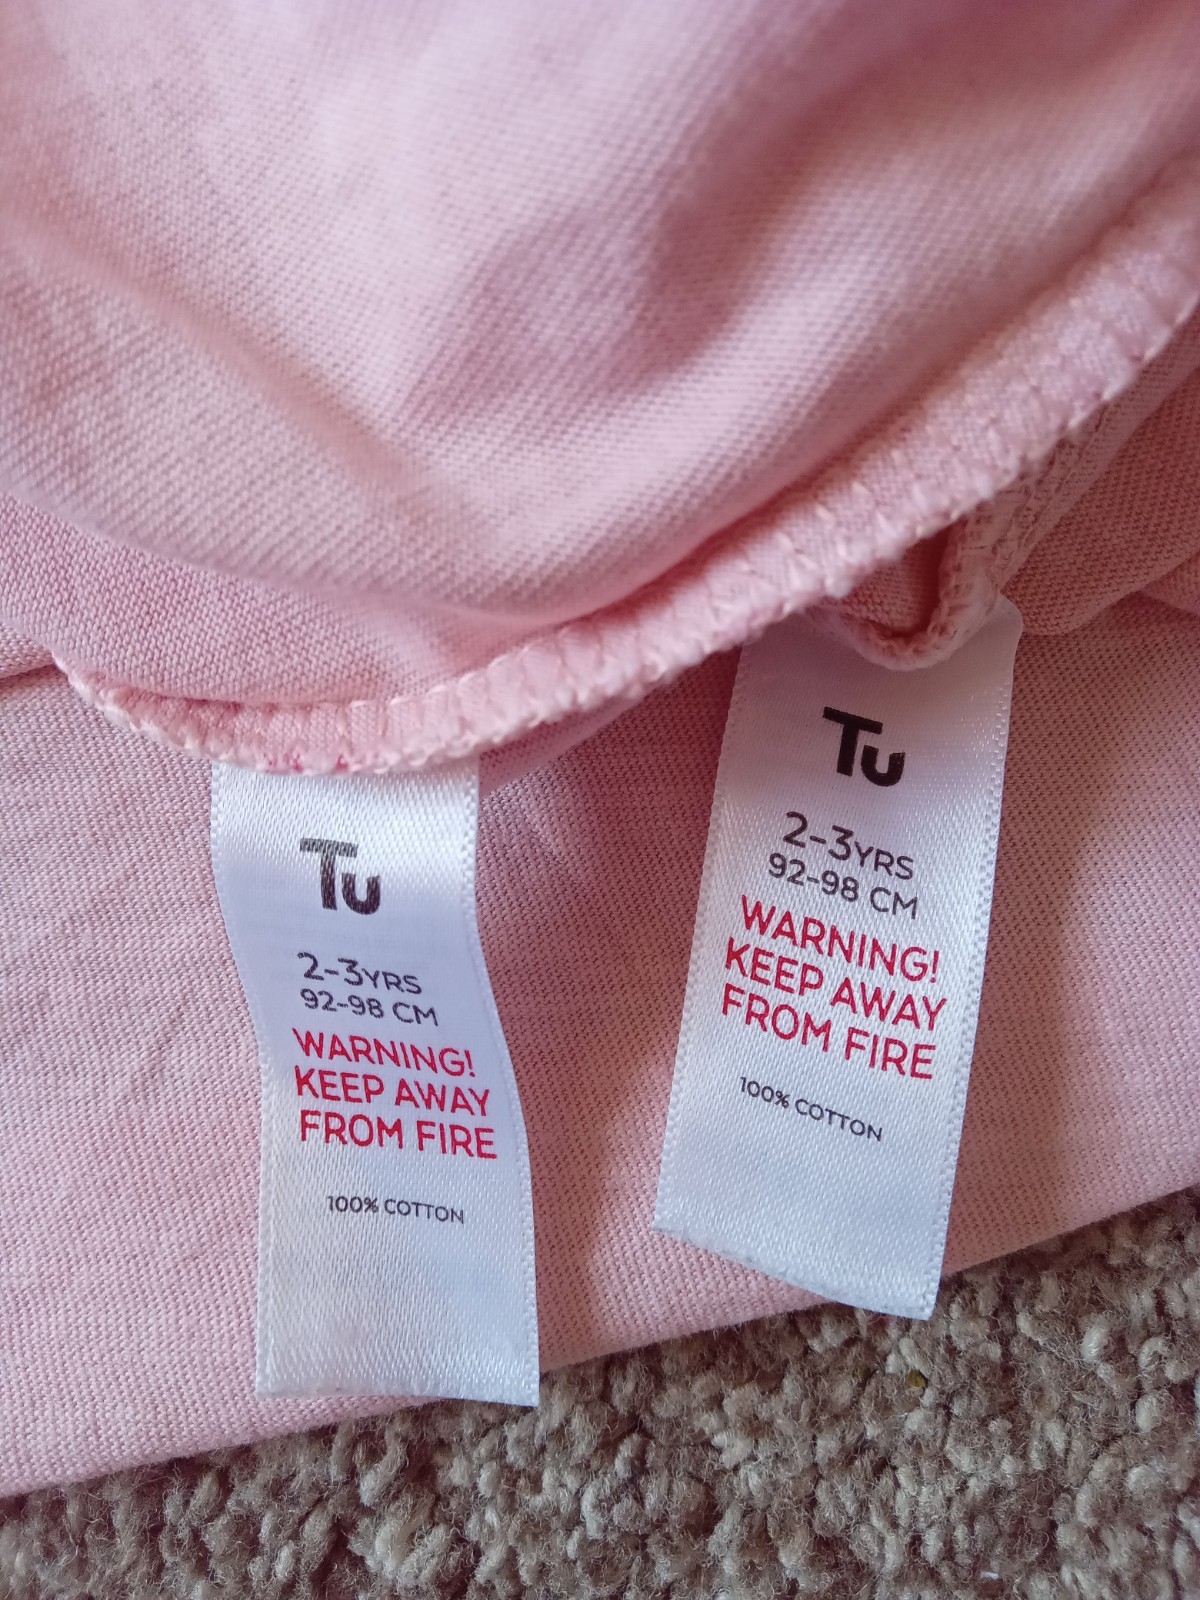 Tu
2-3YRS
92-98 CM
WARNING!
KEEP AWAY
FROM FIRE
100% COTTON
Tu
2-3YRS
92-98 CM
WARNING!
KEEP AWAY
FROM FIRE
100% COTTON